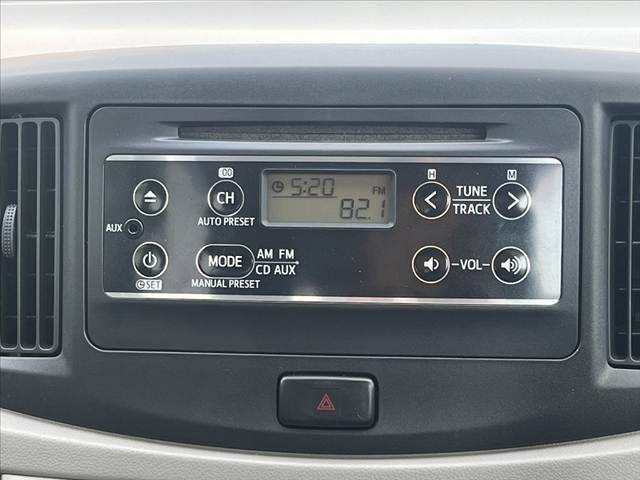 :00
H
M
CH
5:20
FM
82.1
TUNE
TRACK
AUTO PRESET
AUX
MODE
AM FM
CD AUX
VOL
SET
MANUAL PRESET